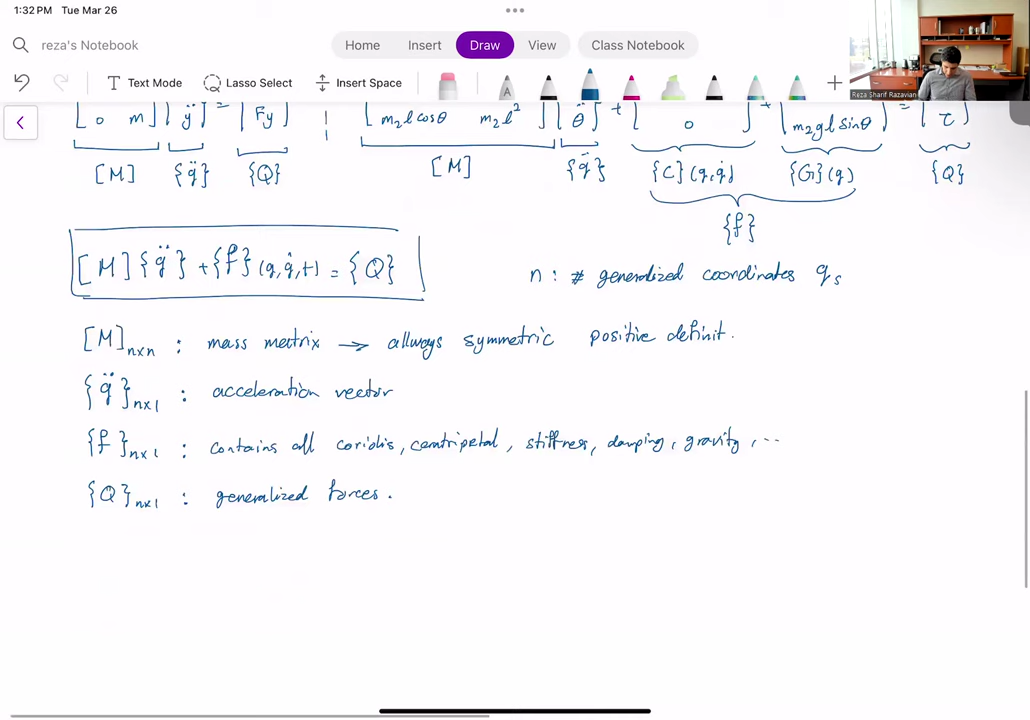 1:32 PM Tue Mar 26
reza's Notebook
Home Insert Draw View Class Notebook
Text Mode Lasso Select Insert Space
Reza Sharif Razavian
[0 m] [ÿ] = [Fy] | [m₂l cosθ m₂l²] [θ̈] + [0] + [m₂gl sinθ] = [τ]
[M] {q̈} {Q} [M] {q̈} {C}(q,q̇) {G}(q) {Q}
{f}
[M]{q̈} + {f}(q,q̇,t) = {Q}
n : # generalized coordinates qs
[M]nxn : mass matrix → allways symmetric positive definit.
{q̈}nx1 : acceleration vector
{f}nx1 : contains all coriolis, centripetal, stiffness, damping, gravity, ...
{Q}nx1 : generalized forces.